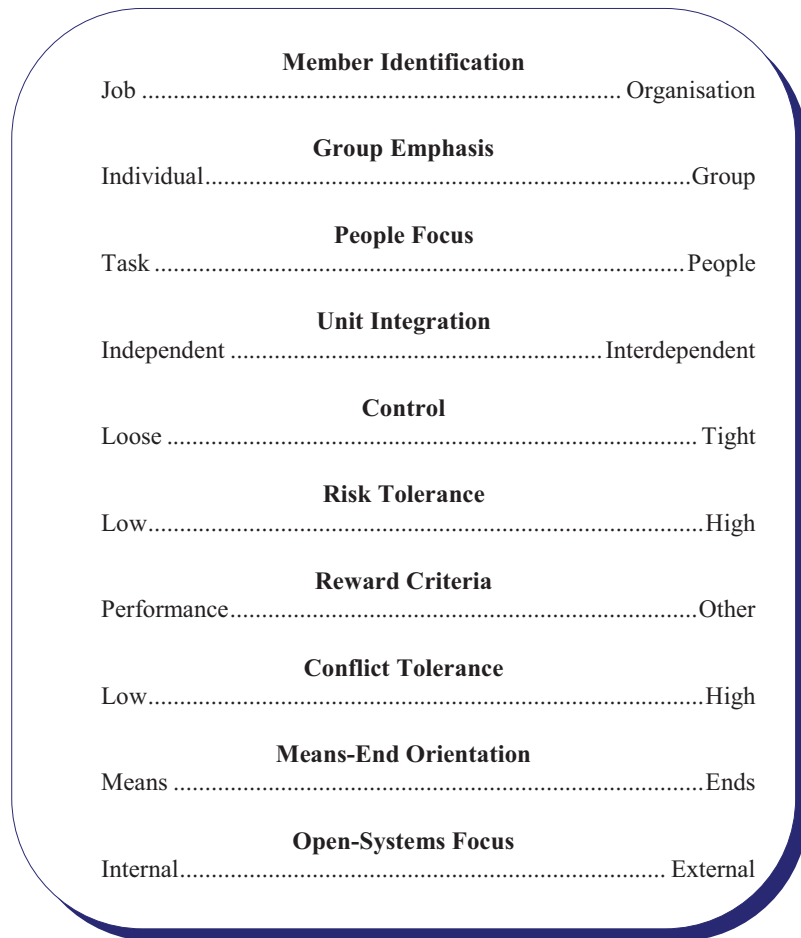 Member Identification
Job ............................................................................ Organisation
Group Emphasis
Individual.............................................................................Group
People Focus
Task ....................................................................................People
Unit Integration
Independent ........................................................... Interdependent
Control
Loose .................................................................................... Tight
Risk Tolerance
Low........................................................................................High
Reward Criteria
Performance..........................................................................Other
Conflict Tolerance
Low........................................................................................High
Means-End Orientation
Means ....................................................................................Ends
Open-Systems Focus
Internal............................................................................. External